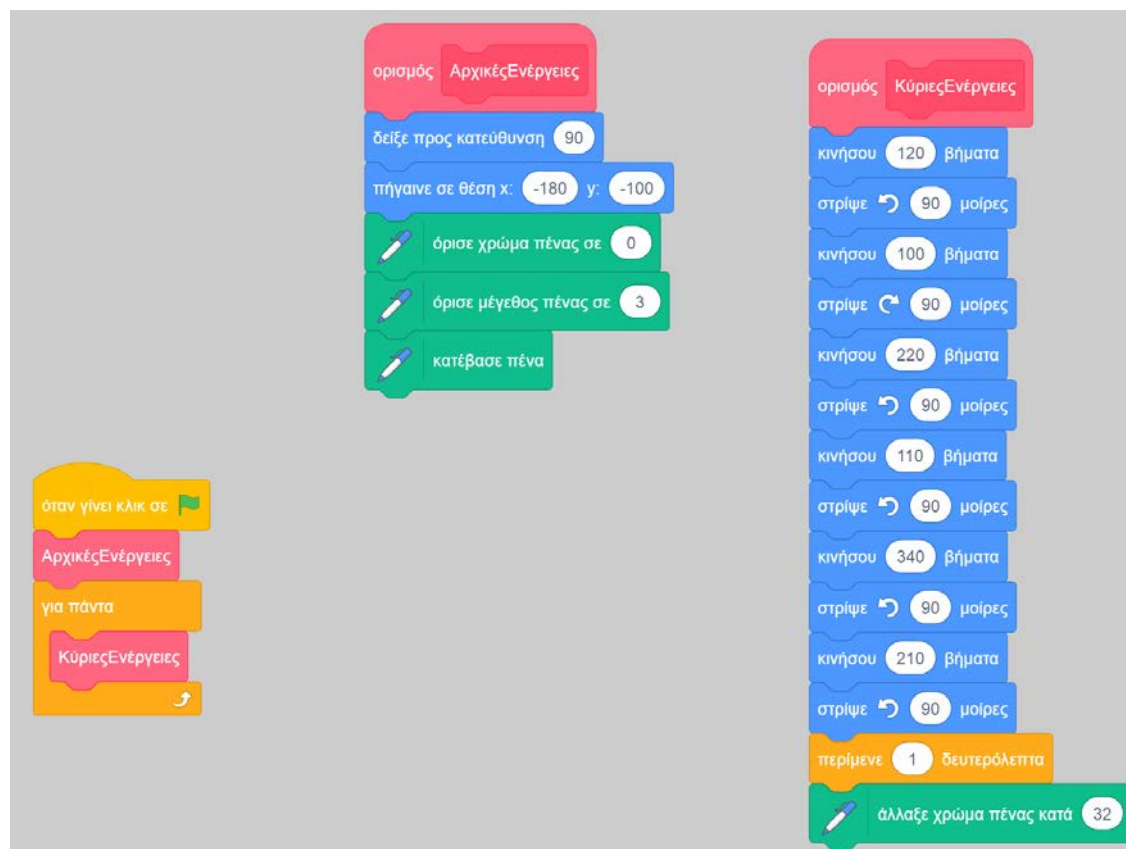 όταν γίνει κλικ σε
ΑρχικέςΕνέργειες
για πάντα
ΚύριεςΕνέργειες
ορισμός ΑρχικέςΕνέργειες
δείξε προς κατεύθυνση 90
πήγαινε σε θέση x: -180 y: -100
όρισε χρώμα πένας σε 0
όρισε μέγεθος πένας σε 3
κατέβασε πένα
ορισμός ΚύριεςΕνέργειες
κινήσου 120 βήματα
στρίψε 90 μοίρες
κινήσου 100 βήματα
στρίψε 90 μοίρες
κινήσου 220 βήματα
στρίψε 90 μοίρες
κινήσου 110 βήματα
στρίψε 90 μοίρες
κινήσου 340 βήματα
στρίψε 90 μοίρες
κινήσου 210 βήματα
στρίψε 90 μοίρες
περίμενε 1 δευτερόλεπτα
άλλαξε χρώμα πένας κατά 32